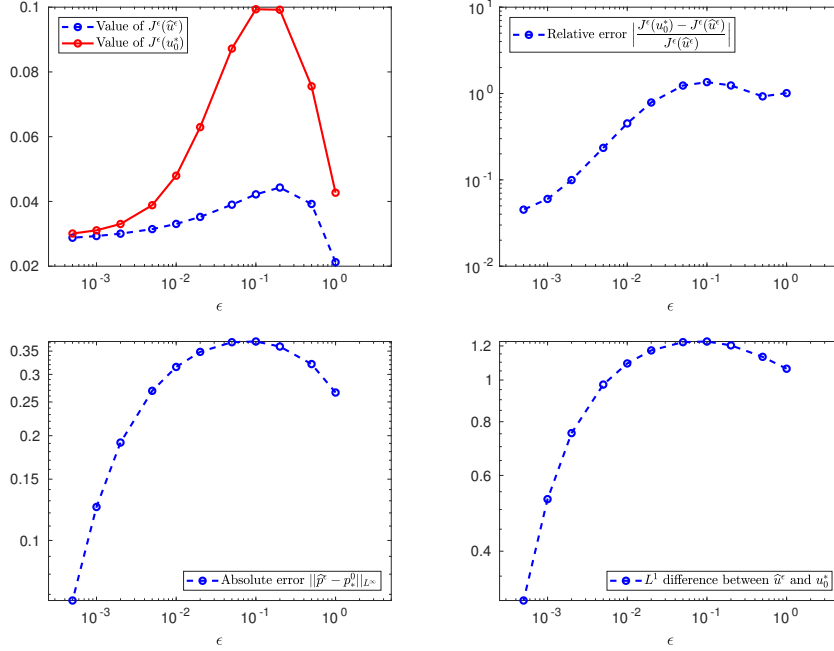 0.1
0.08
0.06
0.04
0.02
Value of J^ϵ(û^ϵ)
Value of J^ϵ(u_0^*)
10^-3 10^-2 10^-1 10^0
ϵ
10^1
10^0
10^-1
10^-2
Relative error |J^ϵ(u_0^*) − J^ϵ(û^ϵ) / J^ϵ(û^ϵ)|
10^-3 10^-2 10^-1 10^0
ϵ
0.35
0.3
0.25
0.2
0.15
0.1
Absolute error ||p̂^ϵ − p_*^0||_{L^∞}
10^-3 10^-2 10^-1 10^0
ϵ
1.2
1
0.8
0.6
0.4
L^1 difference between û^ϵ and u_0^*
10^-3 10^-2 10^-1 10^0
ϵ